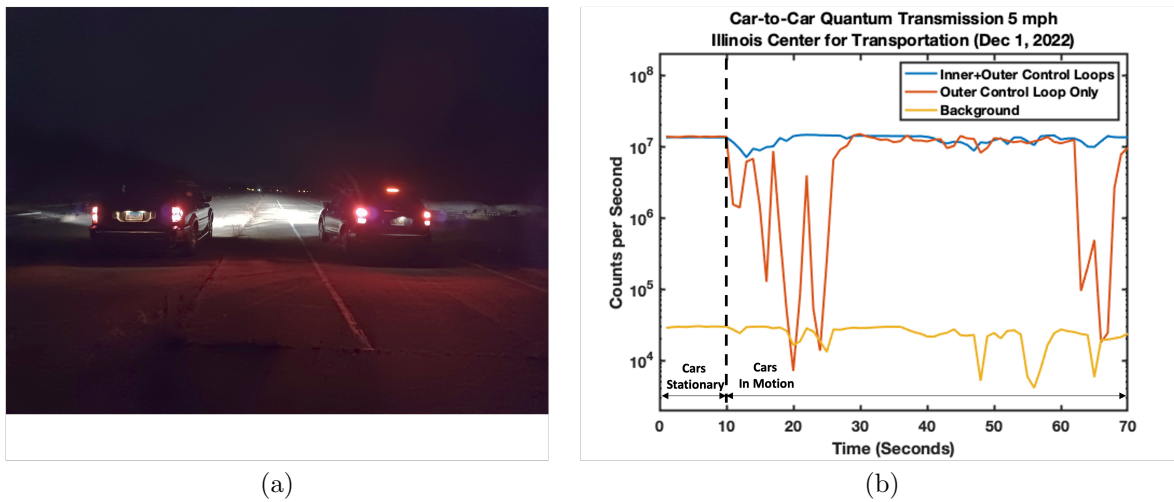 Car-to-Car Quantum Transmission 5 mph
Illinois Center for Transportation (Dec 1, 2022)
Counts per Second
10^8
10^7
10^6
10^5
10^4
Inner+Outer Control Loops
Outer Control Loop Only
Background
Cars
Stationary
Cars
In Motion
0 10 20 30 40 50 60 70
Time (Seconds)
(a)
(b)